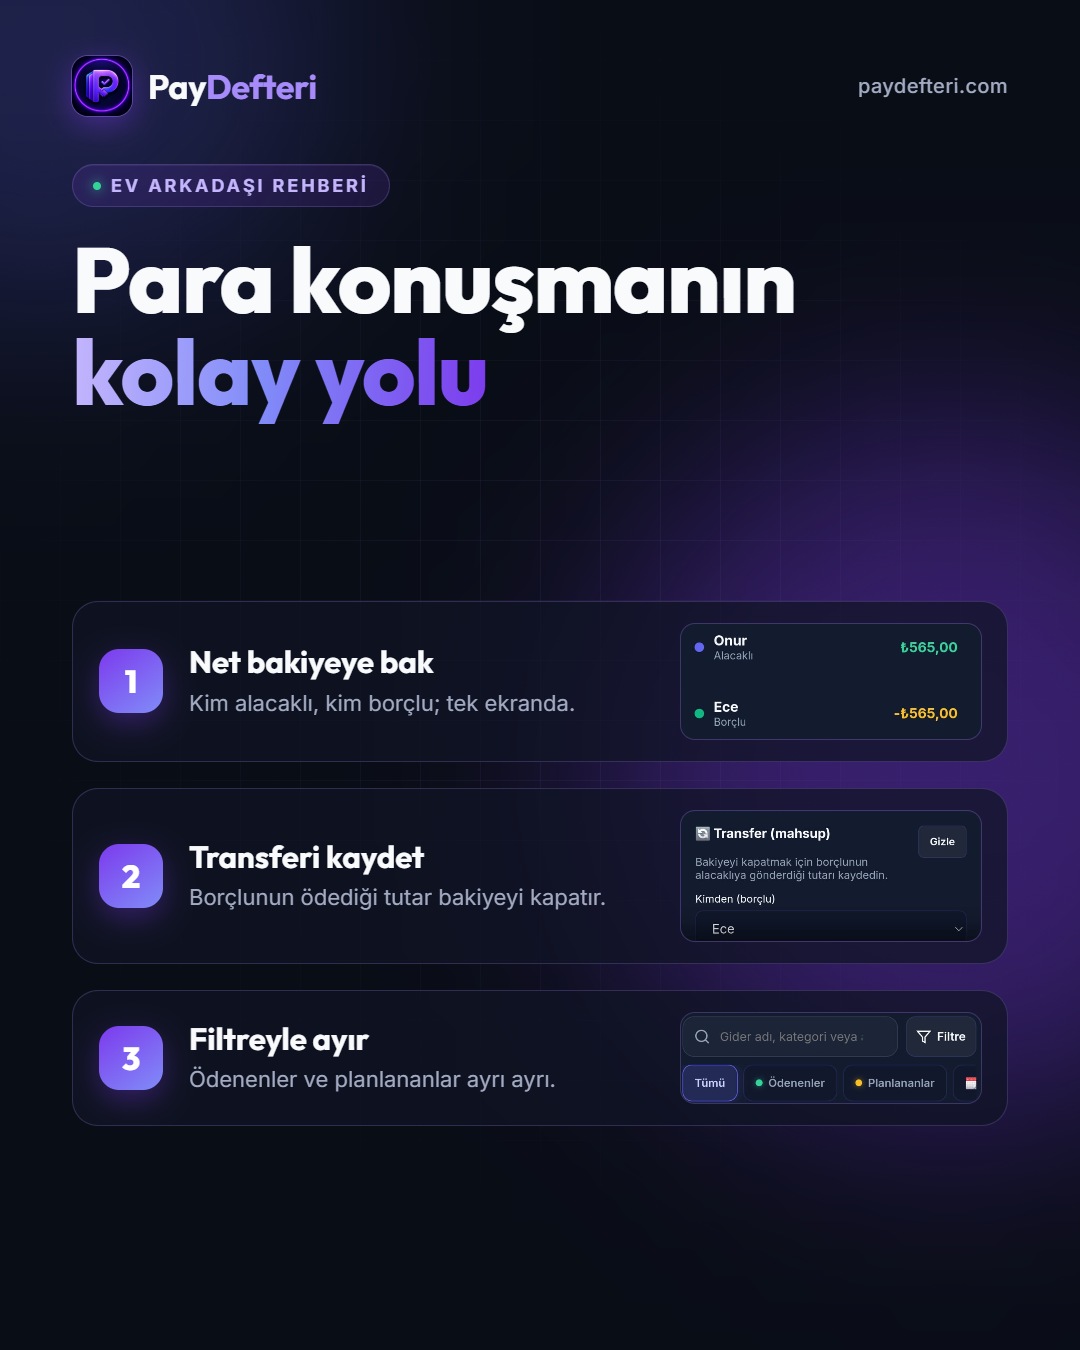 PayDefteri
paydefteri.com
EV ARKADAŞI REHBERİ
Para konuşmanın
kolay yolu
1
Net bakiyeye bak
Kim alacaklı, kim borçlu; tek ekranda.
Onur
Alacaklı
₺565,00
Ece
Borçlu
-₺565,00
2
Transferi kaydet
Borçlunun ödediği tutar bakiyeyi kapatır.
Transfer (mahsup)
Gizle
Bakiyeyi kapatmak için borçlunun
alacaklıya gönderdiği tutarı kaydedin.
Kimden (borçlu)
Ece
3
Filtreyle ayır
Ödenenler ve planlananlar ayrı ayrı.
Gider adı, kategori veya
Filtre
Tümü
Ödenenler
Planlananlar